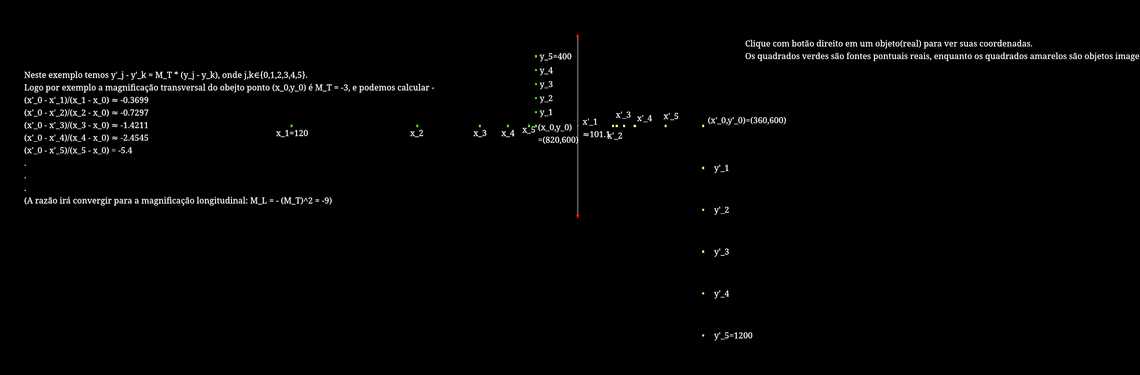 Clique com botão direito em um objeto(real) para ver suas coordenadas.
Os quadrados verdes são fontes pontuais reais, enquanto os quadrados amarelos são objetos image
Neste exemplo temos y'_j - y'_k = M_T * (y_j - y_k), onde j,k∈{0,1,2,3,4,5}.
Logo por exemplo a magnificação transversal do obejto ponto (x_0,y_0) é M_T = -3, e podemos calcular -
(x'_0 - x'_1)/(x_1 - x_0) ≈ -0.3699
(x'_0 - x'_2)/(x_2 - x_0) ≈ -0.7297
(x'_0 - x'_3)/(x_3 - x_0) ≈ -1.4211
(x'_0 - x'_4)/(x_4 - x_0) ≈ -2.4545
(x'_0 - x'_5)/(x_5 - x_0) = -5.4
.
.
.
(A razão irá convergir para a magnificação longitudinal: M_L = - (M_T)^2 = -9)
y_5=400
y_4
y_3
y_2
y_1
x_1=120
x_2
x_3
x_4
x_5
(x_0,y_0)
=(820,600)
x'_1
≈101.1
x'_2
x'_3
x'_4
x'_5
(x'_0,y'_0)=(360,600)
y'_1
y'_2
y'_3
y'_4
y'_5=1200